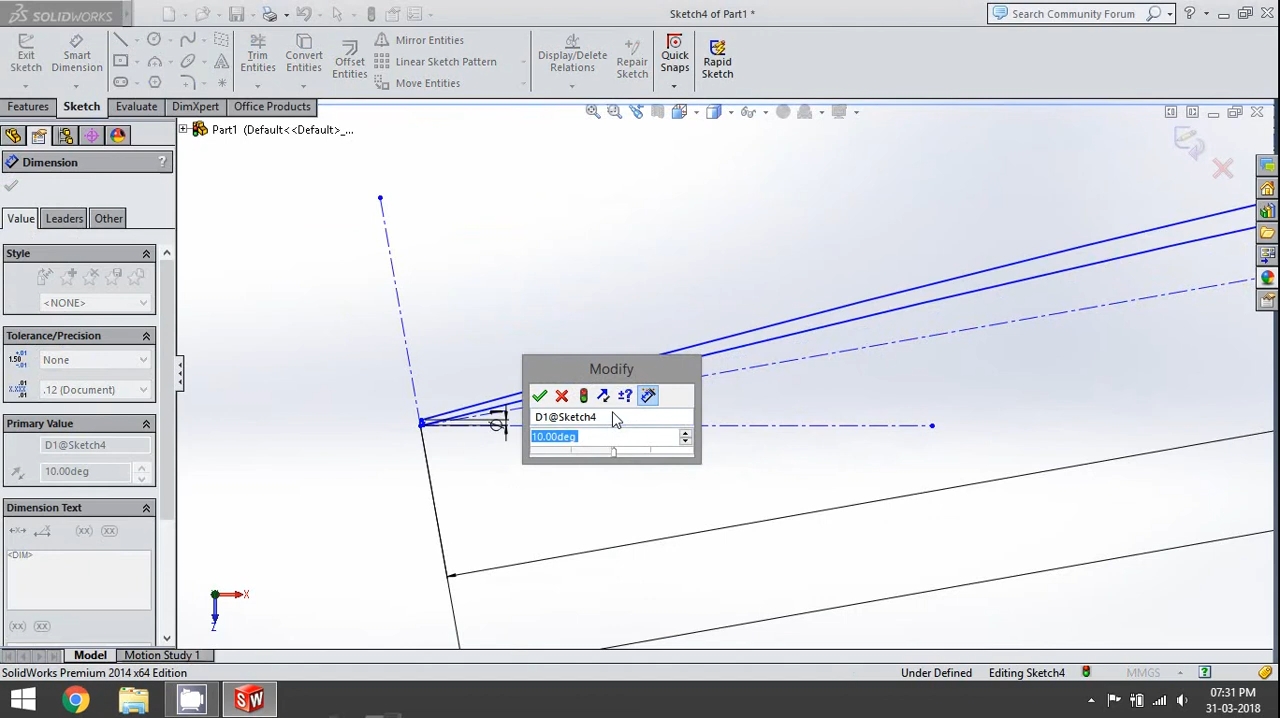 SOLIDWORKS
Sketch4 of Part1 *
Search Community Forum
Exit Sketch
Smart Dimension
Trim Entities
Convert Entities
Offset Entities
Mirror Entities
Linear Sketch Pattern
Move Entities
Display/Delete Relations
Repair Sketch
Quick Snaps
Rapid Sketch
Features
Sketch
Evaluate
DimXpert
Office Products
Part1 (Default<<Default>_...
Dimension
?
Value
Leaders
Other
Style
<NONE>
Tolerance/Precision
None
.12 (Document)
Primary Value
D1@Sketch4
10.00deg
Dimension Text
<DIM>
Modify
D1@Sketch4
10.00deg
X
Z
Model
Motion Study 1
SolidWorks Premium 2014 x64 Edition
Under Defined
Editing Sketch4
MMGS
07:31 PM
31-03-2018